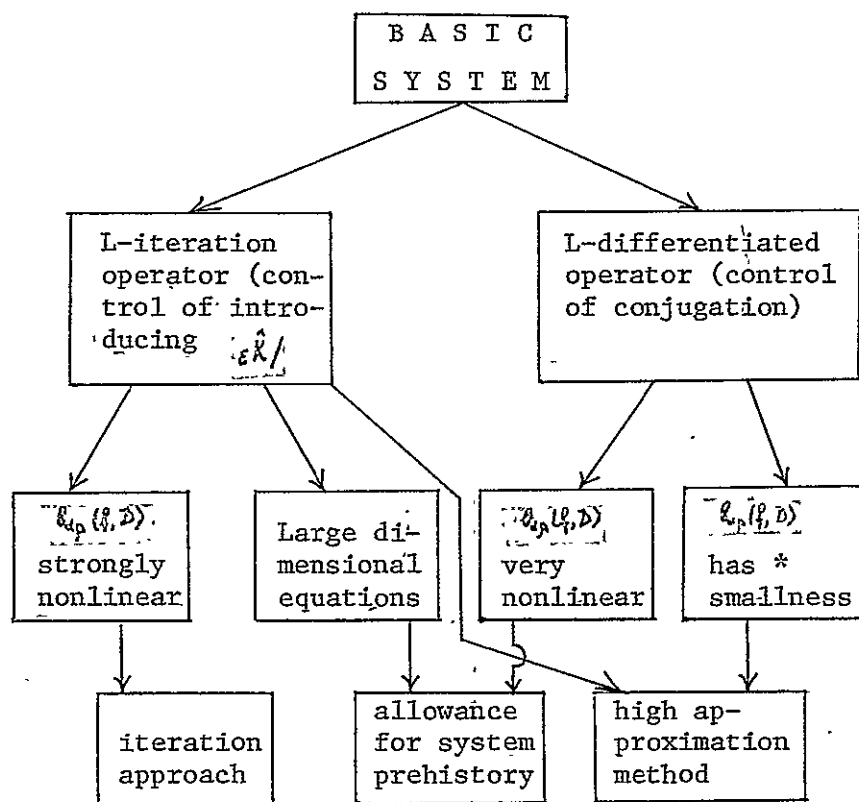 B A S I C
S Y S T E M
L-iteration
operator (con-
trol of intro-
ducing εK̂/
L-differentiated
operator (control
of conjugation)
strongly
nonlinear
Large di-
mensional
equations
very
nonlinear
has *
smallness
iteration
approach
allowance
for system
prehistory
high ap-
proximation
method